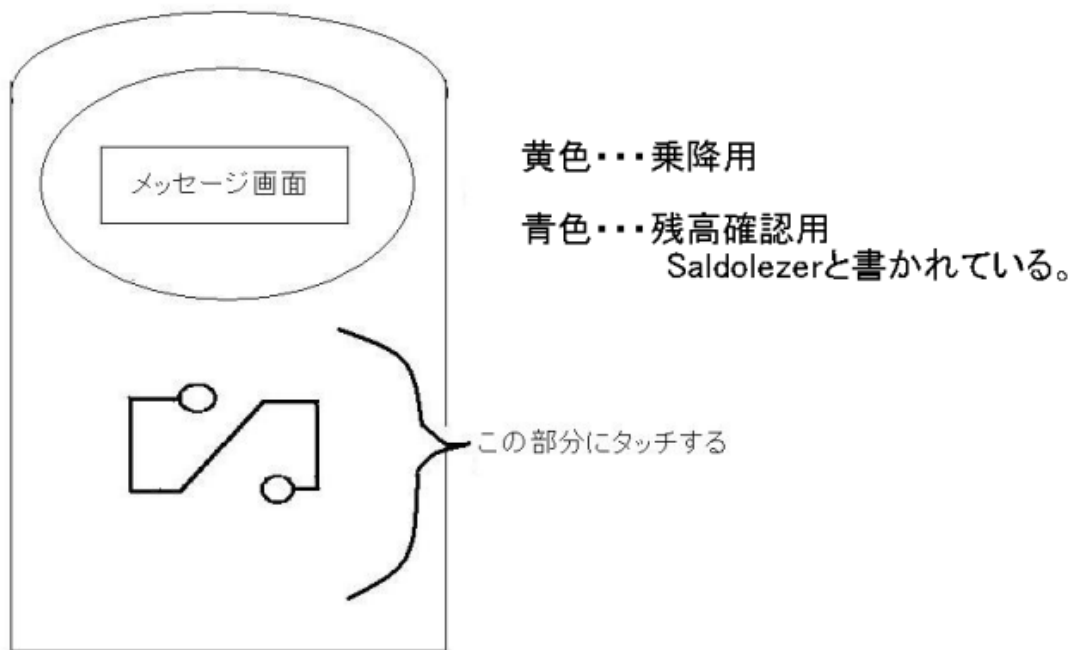 メッセージ画面
黄色・・・乗降用
青色・・・残高確認用
Saldolezerと書かれている。
この部分にタッチする